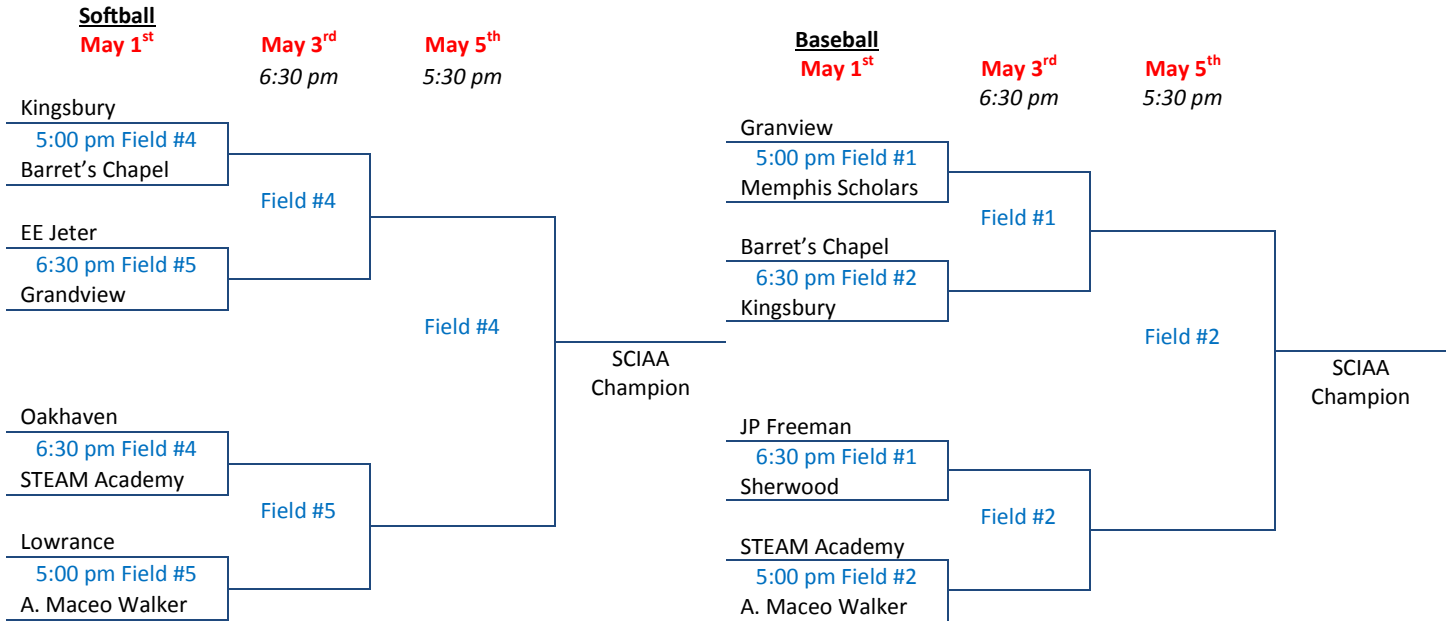 Softball
May 1st
May 3rd
6:30 pm
May 5th
5:30 pm
Kingsbury
5:00 pm Field #4
Barret’s Chapel
Field #4
EE Jeter
6:30 pm Field #5
Grandview
Field #4
SCIAA
Champion
Oakhaven
6:30 pm Field #4
STEAM Academy
Field #5
Lowrance
5:00 pm Field #5
A. Maceo Walker
Baseball
May 1st
May 3rd
6:30 pm
May 5th
5:30 pm
Granview
5:00 pm Field #1
Memphis Scholars
Field #1
Barret’s Chapel
6:30 pm Field #2
Kingsbury
Field #2
SCIAA
Champion
JP Freeman
6:30 pm Field #1
Sherwood
Field #2
STEAM Academy
5:00 pm Field #2
A. Maceo Walker